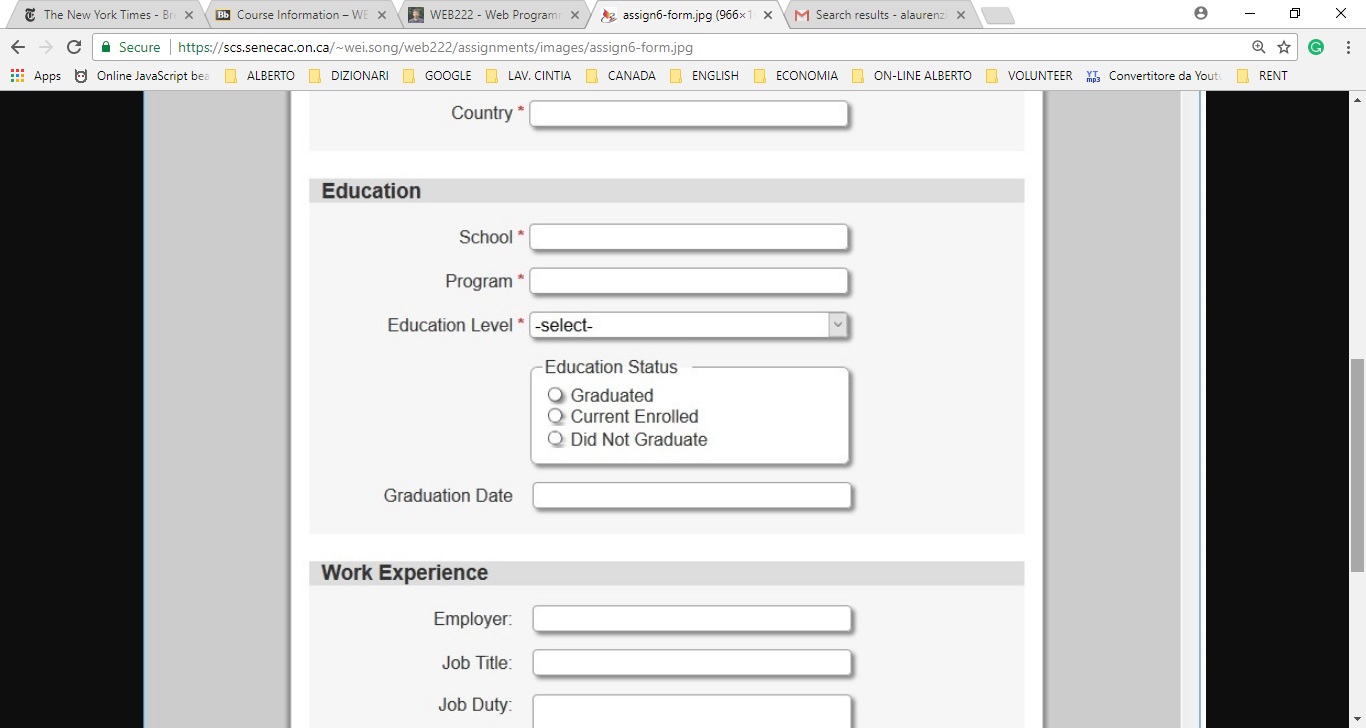 The New York Times - Br
Course Information – WE
WEB222 - Web Programm
assign6-form.jpg (966×1
Search results - alaurenz
Secure
https://scs.senecac.on.ca/~wei.song/web222/assignments/images/assign6-form.jpg
Apps
Online JavaScript bea
ALBERTO
DIZIONARI
GOOGLE
LAV. CINTIA
CANADA
ENGLISH
ECONOMIA
ON-LINE ALBERTO
VOLUNTEER
YT mp3
Convertitore da Yout
RENT
Country *
Education
School *
Program *
Education Level * -select-
Education Status
Graduated
Current Enrolled
Did Not Graduate
Graduation Date
Work Experience
Employer:
Job Title:
Job Duty: